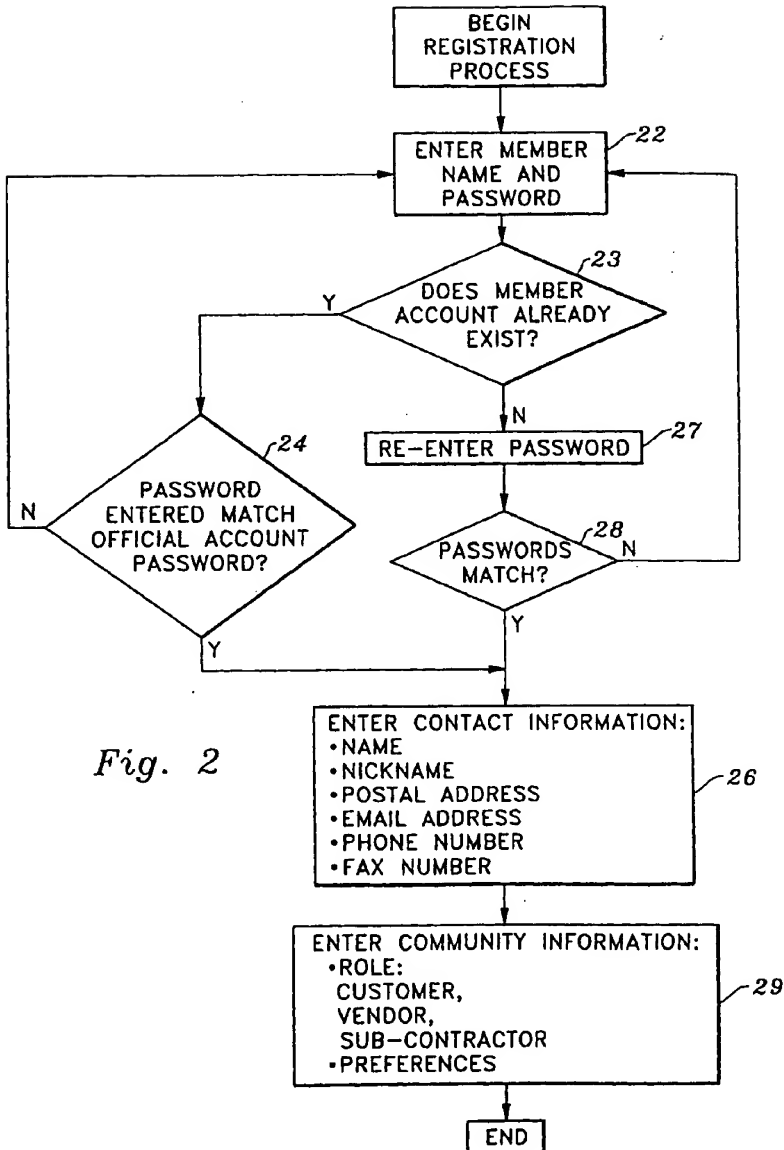 BEGIN
REGISTRATION
PROCESS
22
ENTER MEMBER
NAME AND
PASSWORD
23
Y
DOES MEMBER
ACCOUNT ALREADY
EXIST?
N
24
RE-ENTER PASSWORD
27
N
PASSWORD
ENTERED MATCH
OFFICIAL ACCOUNT
PASSWORD?
28
PASSWORDS
MATCH?
N
Y
Y
Fig. 2
ENTER CONTACT INFORMATION:
•NAME
•NICKNAME
•POSTAL ADDRESS
•EMAIL ADDRESS
•PHONE NUMBER
•FAX NUMBER
26
ENTER COMMUNITY INFORMATION:
•ROLE:
CUSTOMER,
VENDOR,
SUB-CONTRACTOR
•PREFERENCES
29
END